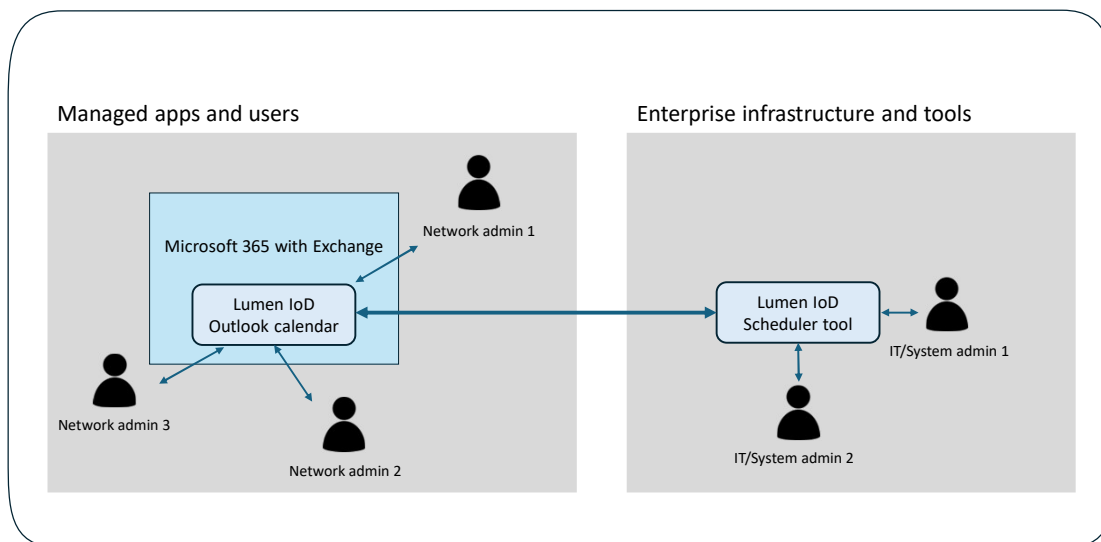 Managed apps and users
Enterprise infrastructure and tools
Network admin 1
Microsoft 365 with Exchange
Lumen IoD
Outlook calendar
Lumen IoD
Scheduler tool
IT/System admin 1
Network admin 3
Network admin 2
IT/System admin 2